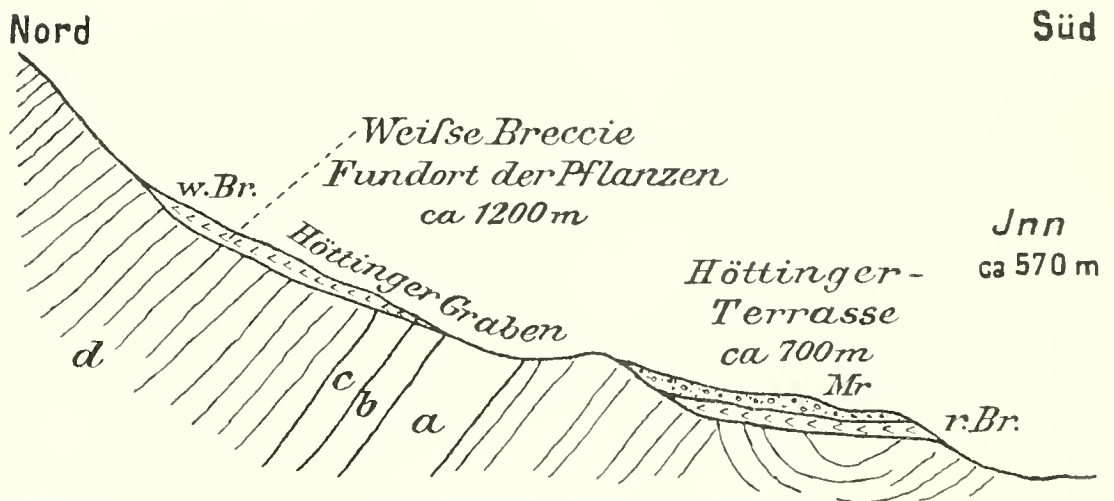 Nord
Süd
Weiſse Breccie
Fundort der Pflanzen
ca 1200 m
w. Br.
Höttinger Graben
Jnn
ca 570 m
Höttinger-
Terrasse
ca 700 m
Mr
r. Br.
d
c
b
a